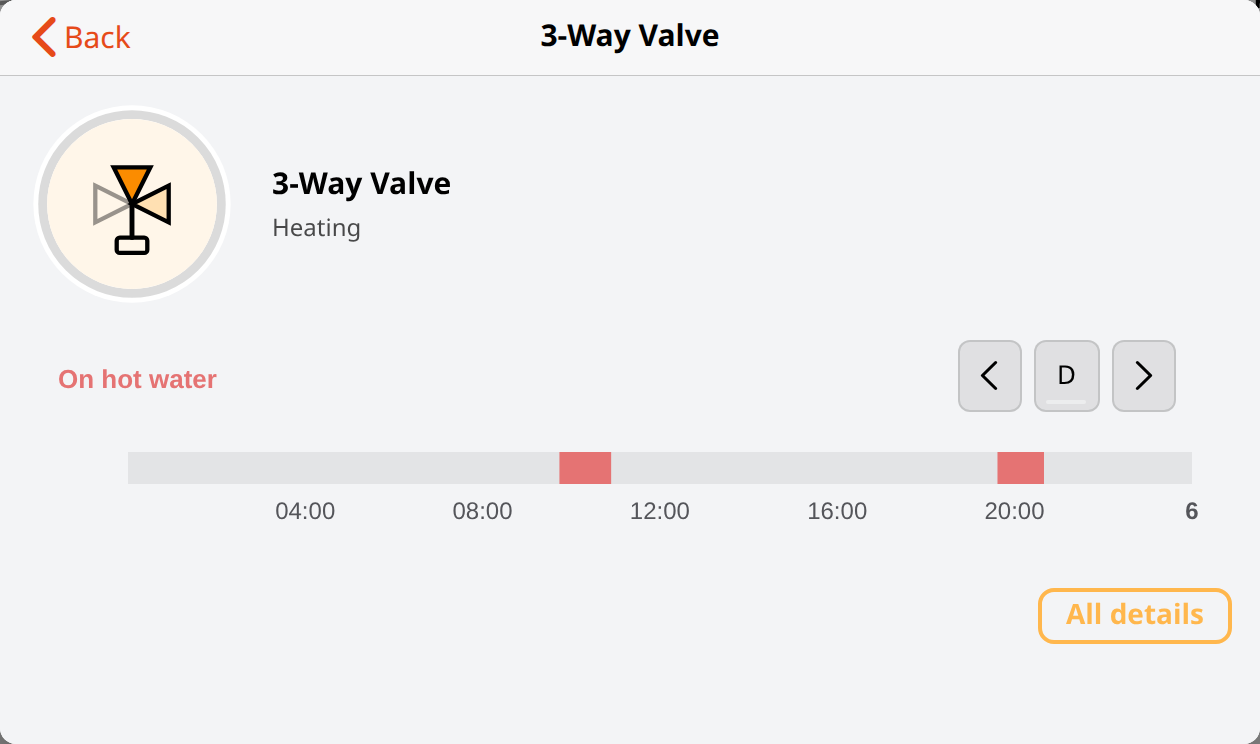 Back
3-Way Valve
3-Way Valve
Heating
On hot water
D
04:00 08:00 12:00 16:00 20:00 6
All details